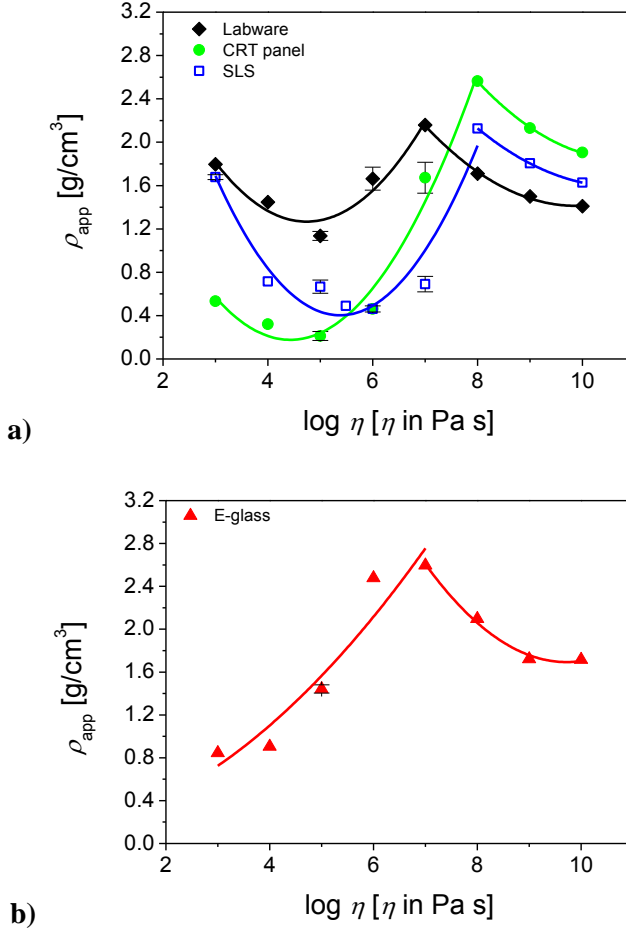 3.2
2.8
2.4
2.0
1.6
1.2
0.8
0.4
0.0
ρapp [g/cm³]
Labware
CRT panel
SLS
2 4 6 8 10
log η [η in Pa s]
a)
3.2
2.8
2.4
2.0
1.6
1.2
0.8
0.4
0.0
ρapp [g/cm³]
E-glass
2 4 6 8 10
log η [η in Pa s]
b)